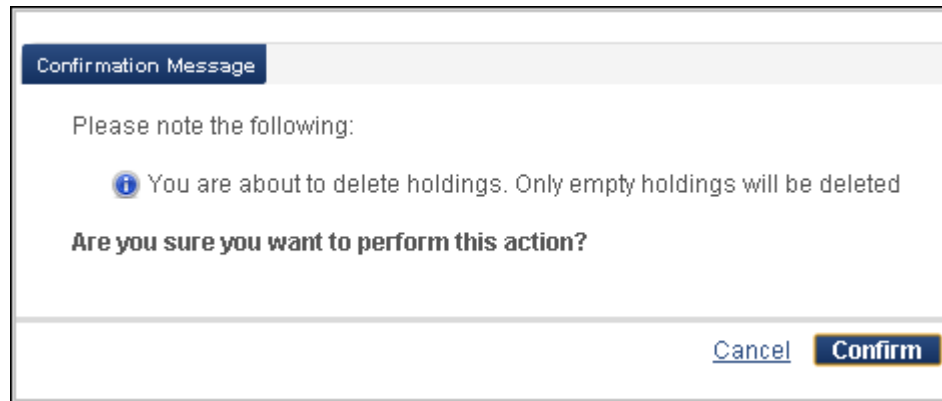 Confirmation Message
Please note the following:
You are about to delete holdings. Only empty holdings will be deleted
Are you sure you want to perform this action?
Cancel Confirm